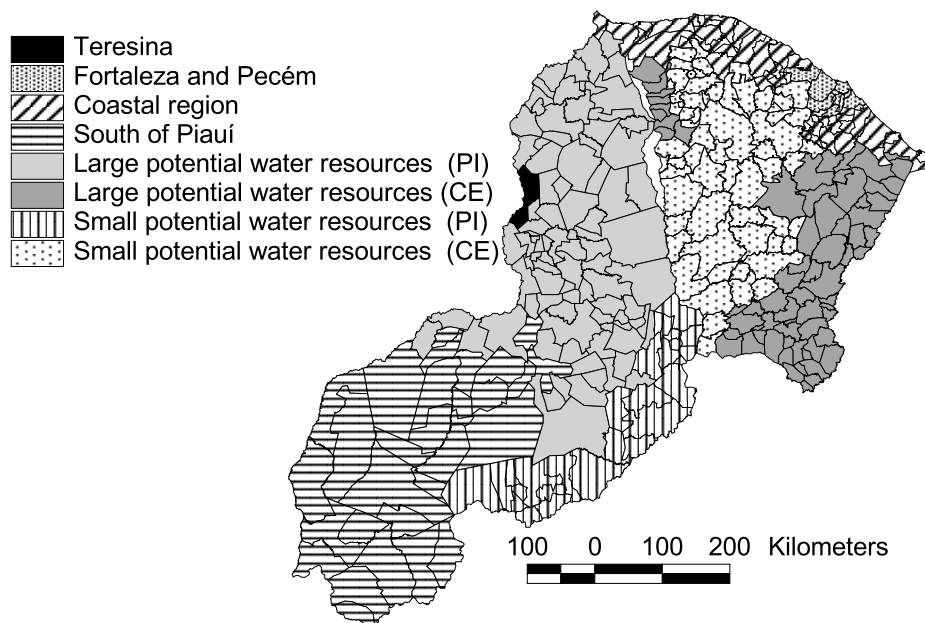 Teresina
Fortaleza and Pecém
Coastal region
South of Piauí
Large potential water resources (PI)
Large potential water resources (CE)
Small potential water resources (PI)
Small potential water resources (CE)
100 0 100 200 Kilometers